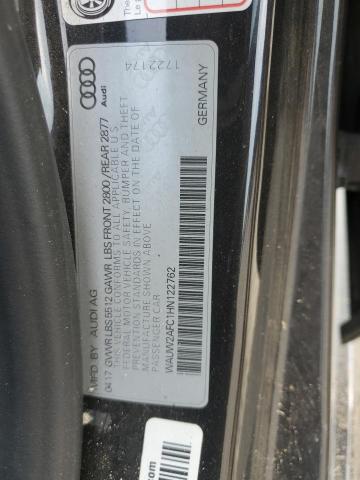 Audi
MFD BY AUDI AG
04.17 GVWR LBS 5512 GAWR LBS FRONT 2800 / REAR 2877
THIS VEHICLE CONFORMS TO ALL APPLICABLE U S
FEDERAL MOTOR VEHICLE SAFETY, BUMPER AND THEFT
PREVENTION STANDARDS IN EFFECT ON THE DATE OF
MANUFACTURE SHOWN ABOVE
PASSENGER CAR
1722174
WAUW2AFC1HN122762
GERMANY
The